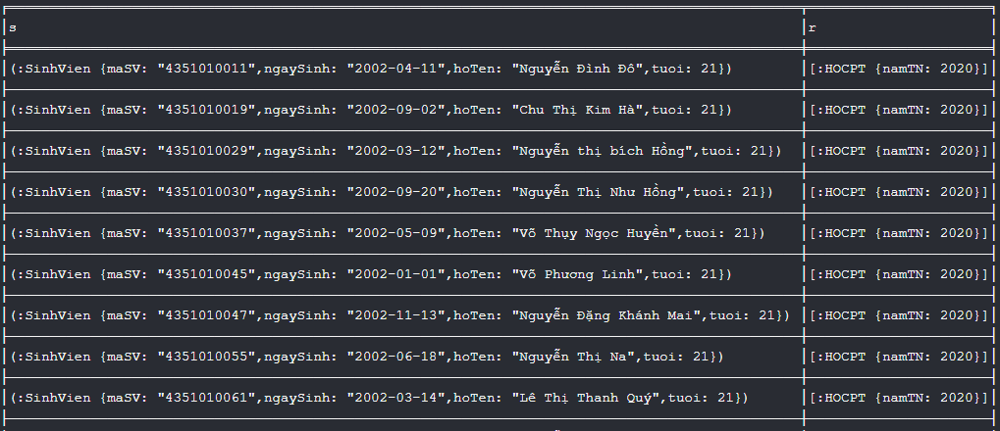 s r
(:SinhVien {maSV: "4351010011",ngaySinh: "2002-04-11",hoTen: "Nguyễn Đình Đô",tuoi: 21}) [:HOCPT {namTN: 2020}]
(:SinhVien {maSV: "4351010019",ngaySinh: "2002-09-02",hoTen: "Chu Thị Kim Hà",tuoi: 21}) [:HOCPT {namTN: 2020}]
(:SinhVien {maSV: "4351010029",ngaySinh: "2002-03-12",hoTen: "Nguyễn thị bích Hồng",tuoi: 21}) [:HOCPT {namTN: 2020}]
(:SinhVien {maSV: "4351010030",ngaySinh: "2002-09-20",hoTen: "Nguyễn Thị Như Hồng",tuoi: 21}) [:HOCPT {namTN: 2020}]
(:SinhVien {maSV: "4351010037",ngaySinh: "2002-05-09",hoTen: "Võ Thụy Ngọc Huyền",tuoi: 21}) [:HOCPT {namTN: 2020}]
(:SinhVien {maSV: "4351010045",ngaySinh: "2002-01-01",hoTen: "Võ Phương Linh",tuoi: 21}) [:HOCPT {namTN: 2020}]
(:SinhVien {maSV: "4351010047",ngaySinh: "2002-11-13",hoTen: "Nguyễn Đặng Khánh Mai",tuoi: 21}) [:HOCPT {namTN: 2020}]
(:SinhVien {maSV: "4351010055",ngaySinh: "2002-06-18",hoTen: "Nguyễn Thị Na",tuoi: 21}) [:HOCPT {namTN: 2020}]
(:SinhVien {maSV: "4351010061",ngaySinh: "2002-03-14",hoTen: "Lê Thị Thanh Quý",tuoi: 21}) [:HOCPT {namTN: 2020}]